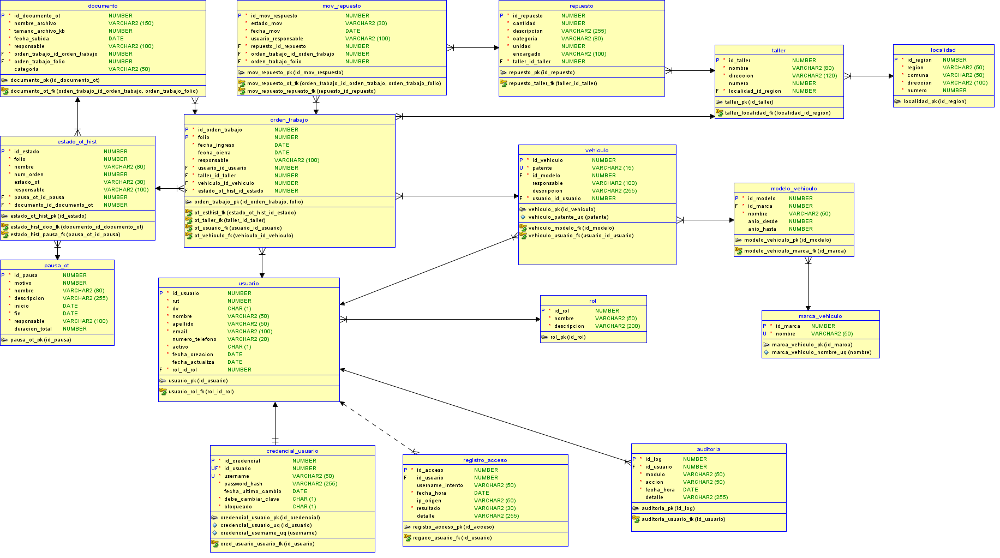 documento
P * id_documento_ot NUMBER
* nombre_archivo VARCHAR2 (150)
* tamano_archivo_kb NUMBER
* fecha_subida DATE
* responsable VARCHAR2 (100)
F * orden_trabajo_id_orden_trabajo NUMBER
F * orden_trabajo_folio NUMBER
categoria VARCHAR2 (50)
documento_pk (id_documento_ot)
documento_ot_fk (orden_trabajo_id_orden_trabajo, orden_trabajo_folio)
mov_repuesto
P * id_mov_respuesto NUMBER
* estado_mov VARCHAR2 (30)
* fecha_mov DATE
* usuario_responsable VARCHAR2 (100)
F * repuesto_id_repuesto NUMBER
F * orden_trabajo_id_orden_trabajo NUMBER
F * orden_trabajo_folio NUMBER
mov_repuesto_pk (id_mov_respuesto)
mov_repuesto_ot_fk (orden_trabajo_id_orden_trabajo, orden_trabajo_folio)
mov_repuesto_repuesto_fk (repuesto_id_repuesto)
repuesto
P * id_repuesto NUMBER
* cantidad NUMBER
* descripcion VARCHAR2 (255)
* categoria VARCHAR2 (80)
* unidad NUMBER
encargado VARCHAR2 (100)
F * taller_id_taller NUMBER
repuesto_pk (id_repuesto)
repuesto_taller_fk (taller_id_taller)
taller
P * id_taller NUMBER
* nombre VARCHAR2 (80)
* direccion VARCHAR2 (120)
numero NUMBER
F * localidad_id_region NUMBER
taller_pk (id_taller)
taller_localidad_fk (localidad_id_region)
localidad
P * id_region NUMBER
* region VARCHAR2 (50)
* comuna VARCHAR2 (50)
* direccion VARCHAR2 (100)
* numero NUMBER
localidad_pk (id_region)
estado_ot_hist
P * id_estado NUMBER
* folio NUMBER
* nombre VARCHAR2 (80)
* num_orden NUMBER
estado_ot VARCHAR2 (30)
responsable VARCHAR2 (100)
F * pausa_ot_id_pausa NUMBER
F * documento_id_documento_ot NUMBER
estado_ot_hist_pk (id_estado)
estado_hist_doc_fk (documento_id_documento_ot)
estado_hist_pausa_fk (pausa_ot_id_pausa)
orden_trabajo
P * id_orden_trabajo NUMBER
P * folio NUMBER
* fecha_ingreso DATE
fecha_cierra DATE
* responsable VARCHAR2 (100)
F * usuario_id_usuario NUMBER
F * taller_id_taller NUMBER
F * vehiculo_id_vehiculo NUMBER
F * estado_ot_hist_id_estado NUMBER
orden_trabajo_pk (id_orden_trabajo, folio)
ot_esthist_fk (estado_ot_hist_id_estado)
ot_taller_fk (taller_id_taller)
ot_usuario_fk (usuario_id_usuario)
ot_vehiculo_fk (vehiculo_id_vehiculo)
vehiculo
P * id_vehiculo NUMBER
U * patente VARCHAR2 (15)
F * id_modelo NUMBER
responsable VARCHAR2 (100)
descripcion VARCHAR2 (255)
F * usuario_id_usuario NUMBER
vehiculo_pk (id_vehiculo)
vehiculo_patente_uq (patente)
vehiculo_modelo_fk (id_modelo)
vehiculo_usuario_fk (usuario_id_usuario)
modelo_vehiculo
P * id_modelo NUMBER
F * id_marca NUMBER
* nombre VARCHAR2 (50)
anio_desde NUMBER
anio_hasta NUMBER
modelo_vehiculo_pk (id_modelo)
modelo_vehiculo_marca_fk (id_marca)
pausa_ot
P * id_pausa NUMBER
* motivo NUMBER
* nombre VARCHAR2 (80)
* descripcion VARCHAR2 (255)
* inicio DATE
* fin DATE
* responsable VARCHAR2 (100)
duracion_total NUMBER
pausa_ot_pk (id_pausa)
usuario
P * id_usuario NUMBER
* rut NUMBER
* dv CHAR (1)
* nombre VARCHAR2 (50)
* apellido VARCHAR2 (50)
* email VARCHAR2 (100)
numero_telefono VARCHAR2 (20)
* activo CHAR (1)
* fecha_creacion DATE
fecha_actualiza DATE
F * rol_id_rol NUMBER
usuario_pk (id_usuario)
usuario_rol_fk (rol_id_rol)
rol
P * id_rol NUMBER
* nombre VARCHAR2 (50)
* descripcion VARCHAR2 (200)
rol_pk (id_rol)
marca_vehiculo
P * id_marca NUMBER
U * nombre VARCHAR2 (50)
marca_vehiculo_pk (id_marca)
marca_vehiculo_nombre_uq (nombre)
credencial_usuario
P * id_credencial NUMBER
UF* id_usuario NUMBER
U * username VARCHAR2 (50)
* password_hash VARCHAR2 (255)
fecha_ultimo_cambio DATE
* debe_cambiar_clave CHAR (1)
* bloqueado CHAR (1)
credencial_usuario_pk (id_credencial)
credencial_usuario_uq (id_usuario)
credencial_username_uq (username)
cred_usuario_usuario_fk (id_usuario)
registro_acceso
P * id_acceso NUMBER
F id_usuario NUMBER
username_intento VARCHAR2 (50)
* fecha_hora DATE
ip_origen VARCHAR2 (50)
* resultado VARCHAR2 (30)
detalle VARCHAR2 (255)
registro_acceso_pk (id_acceso)
regacc_usuario_fk (id_usuario)
auditoria
P * id_log NUMBER
F * id_usuario NUMBER
* modulo VARCHAR2 (50)
* accion VARCHAR2 (50)
* fecha_hora DATE
detalle VARCHAR2 (255)
auditoria_pk (id_log)
auditoria_usuario_fk (id_usuario)